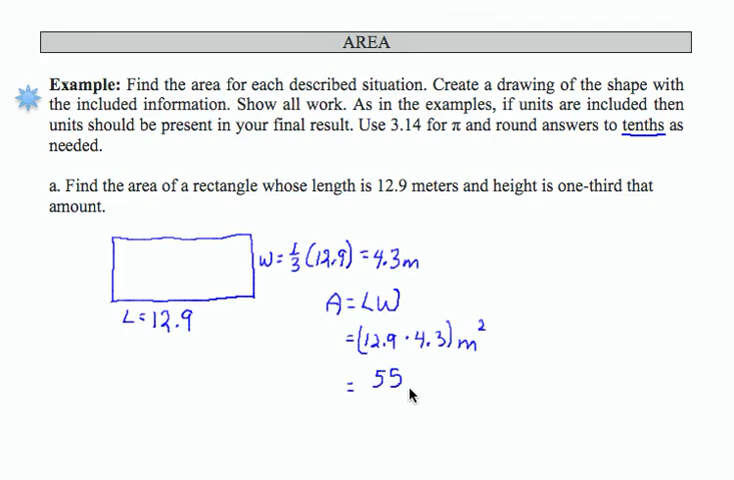 AREA
Example: Find the area for each described situation. Create a drawing of the shape with
the included information. Show all work. As in the examples, if units are included then
units should be present in your final result. Use 3.14 for π and round answers to tenths as
needed.
a. Find the area of a rectangle whose length is 12.9 meters and height is one-third that
amount.
W = 1/3 (12.9) = 4.3m
A = LW
L = 12.9
= (12.9 · 4.3) m²
= 55